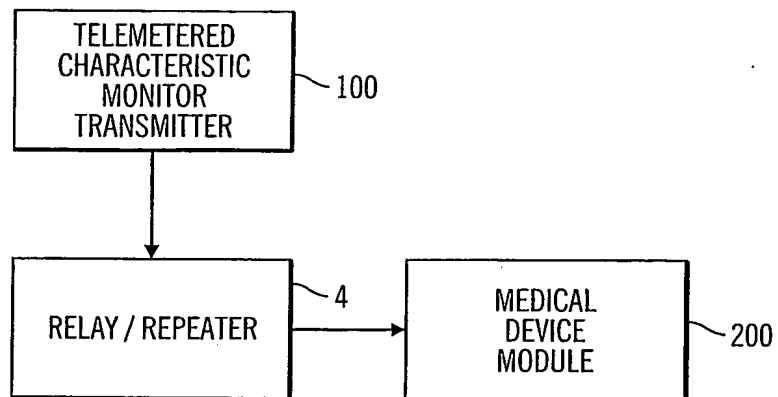 TELEMETERED
CHARACTERISTIC
MONITOR
TRANSMITTER
100
RELAY / REPEATER
4
MEDICAL
DEVICE
MODULE
200